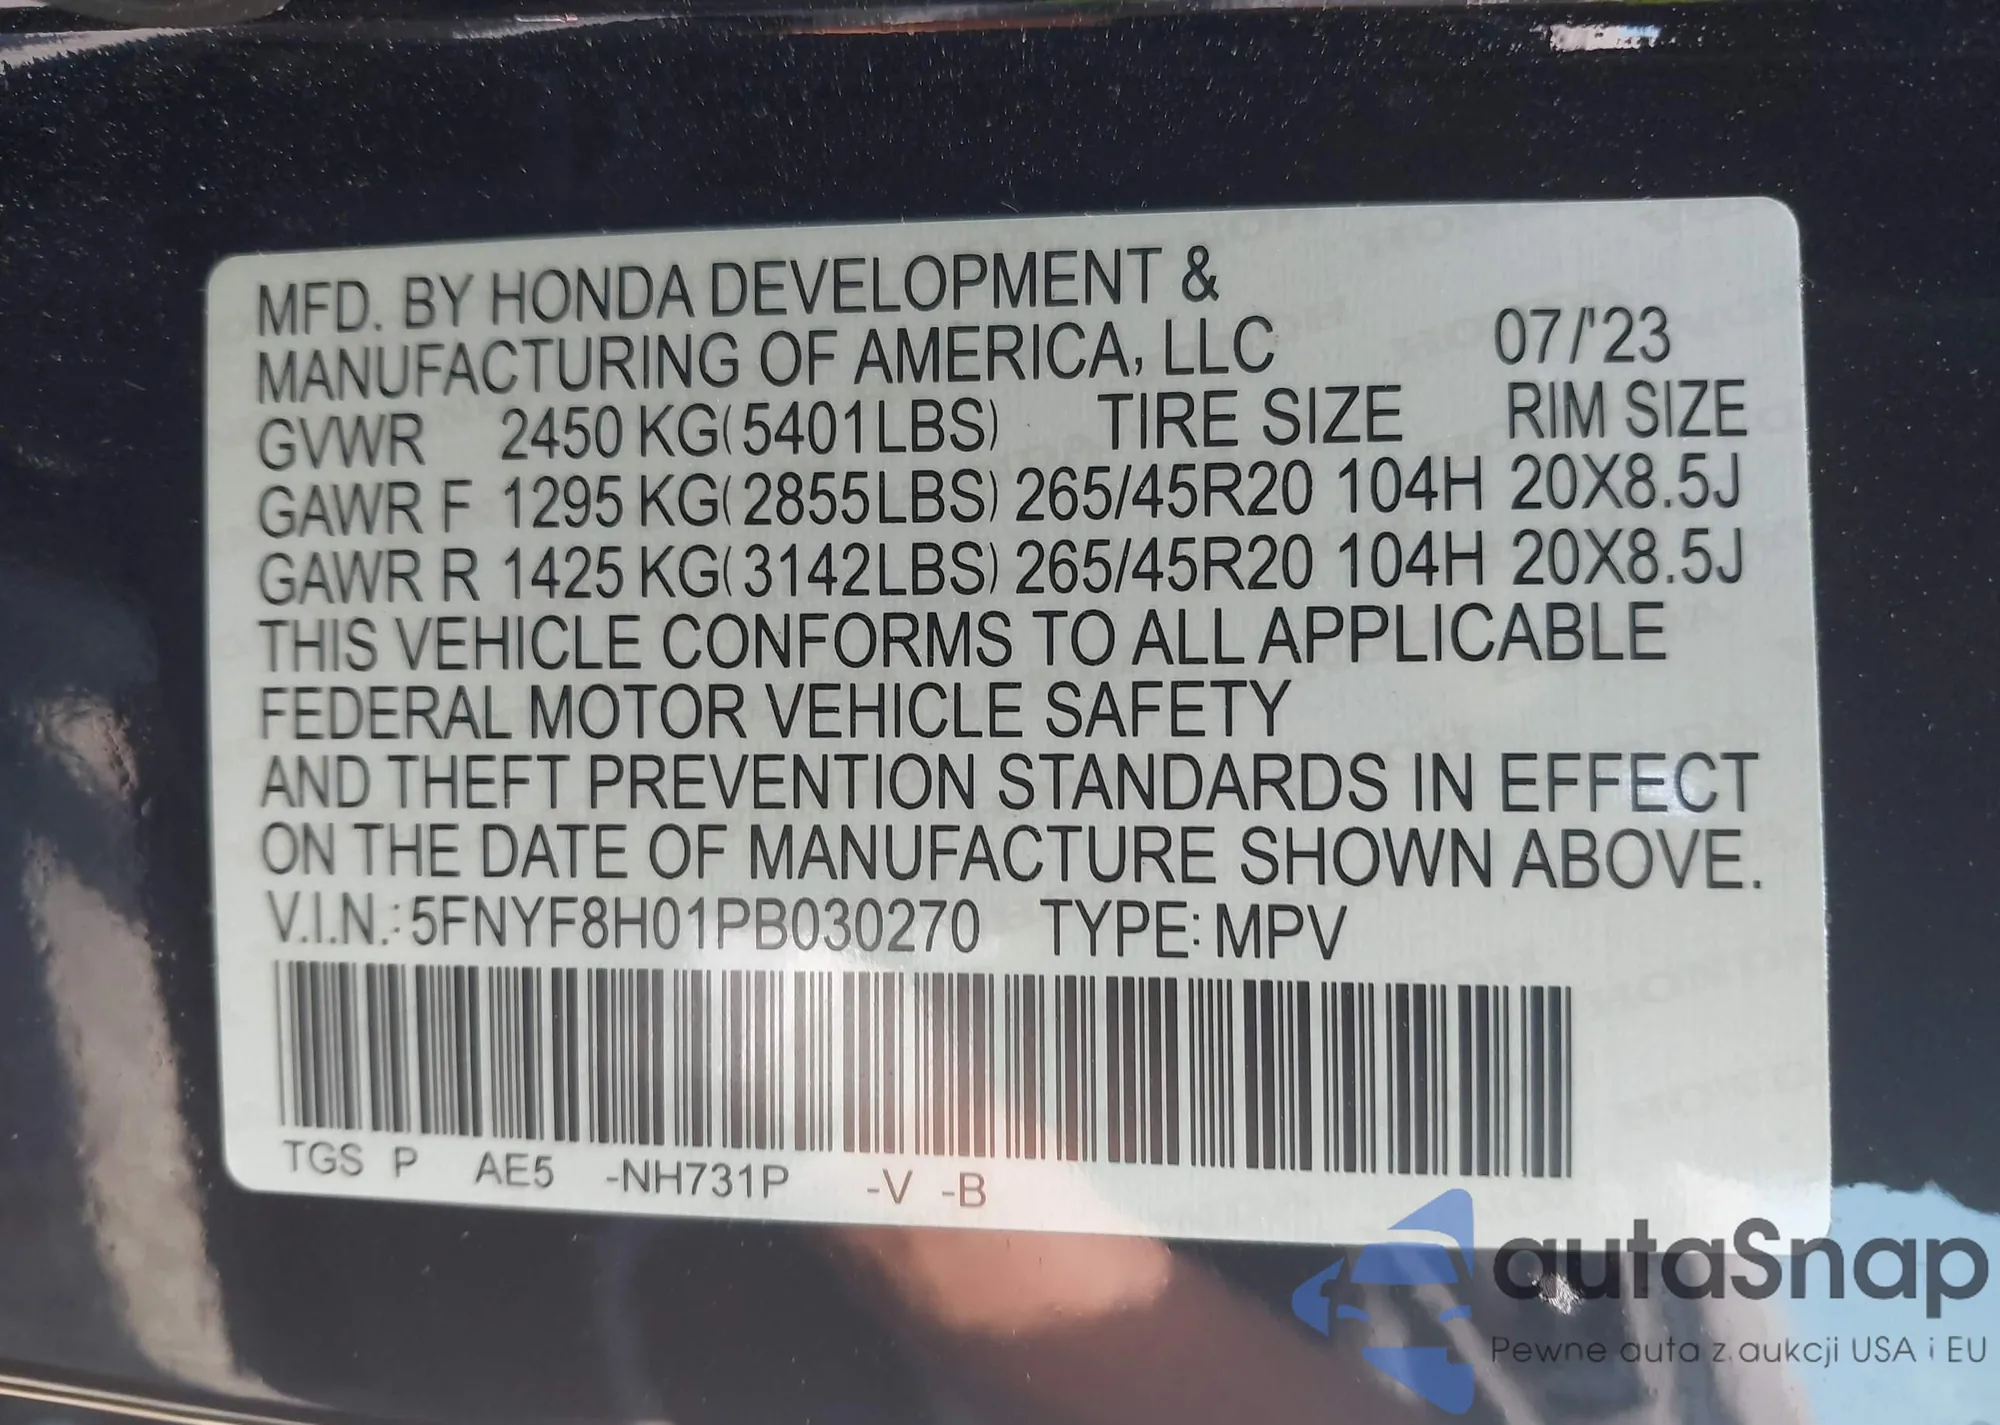 MFD. BY HONDA DEVELOPMENT &
MANUFACTURING OF AMERICA, LLC 07/'23
GVWR 2450 KG(5401LBS) TIRE SIZE RIM SIZE
GAWR F 1295 KG(2855LBS) 265/45R20 104H 20X8.5J
GAWR R 1425 KG(3142LBS) 265/45R20 104H 20X8.5J
THIS VEHICLE CONFORMS TO ALL APPLICABLE
FEDERAL MOTOR VEHICLE SAFETY
AND THEFT PREVENTION STANDARDS IN EFFECT
ON THE DATE OF MANUFACTURE SHOWN ABOVE.
V.I.N.:5FNYF8H01PB030270 TYPE: MPV
TGS P AE5 -NH731P -V -B
autaSnap
Pewne auta z aukcji USA i EU